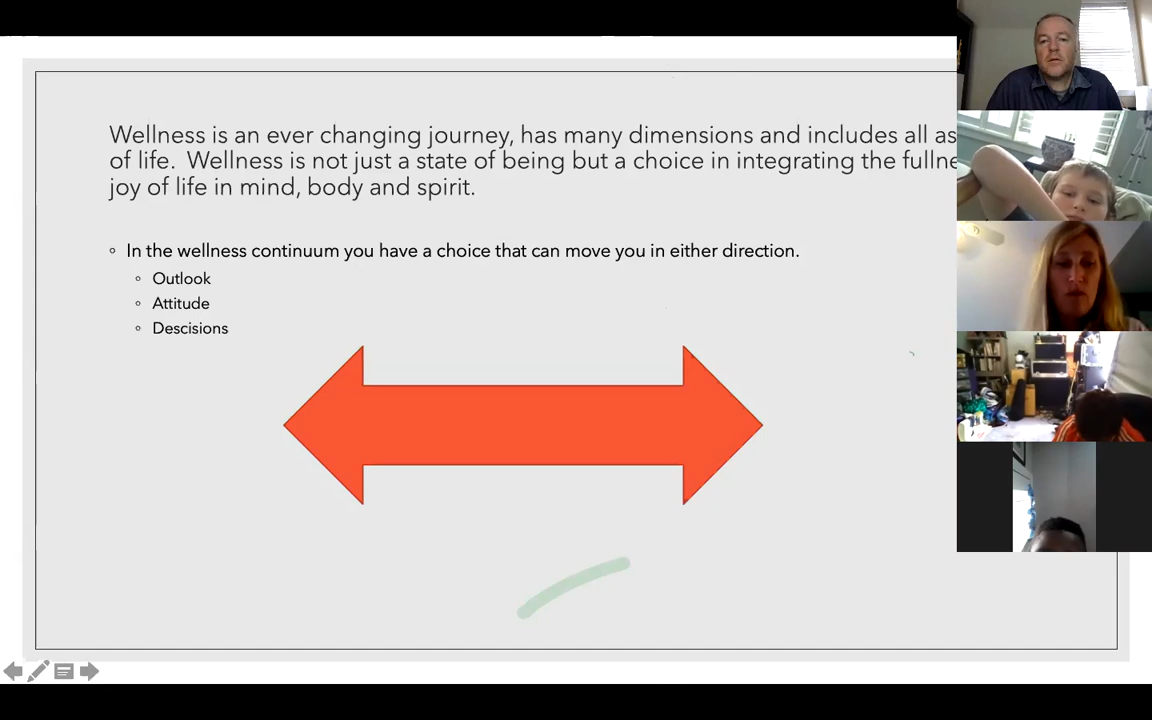 Wellness is an ever changing journey, has many dimensions and includes all as
of life. Wellness is not just a state of being but a choice in integrating the fullne
joy of life in mind, body and spirit.
In the wellness continuum you have a choice that can move you in either direction.
Outlook
Attitude
Descisions